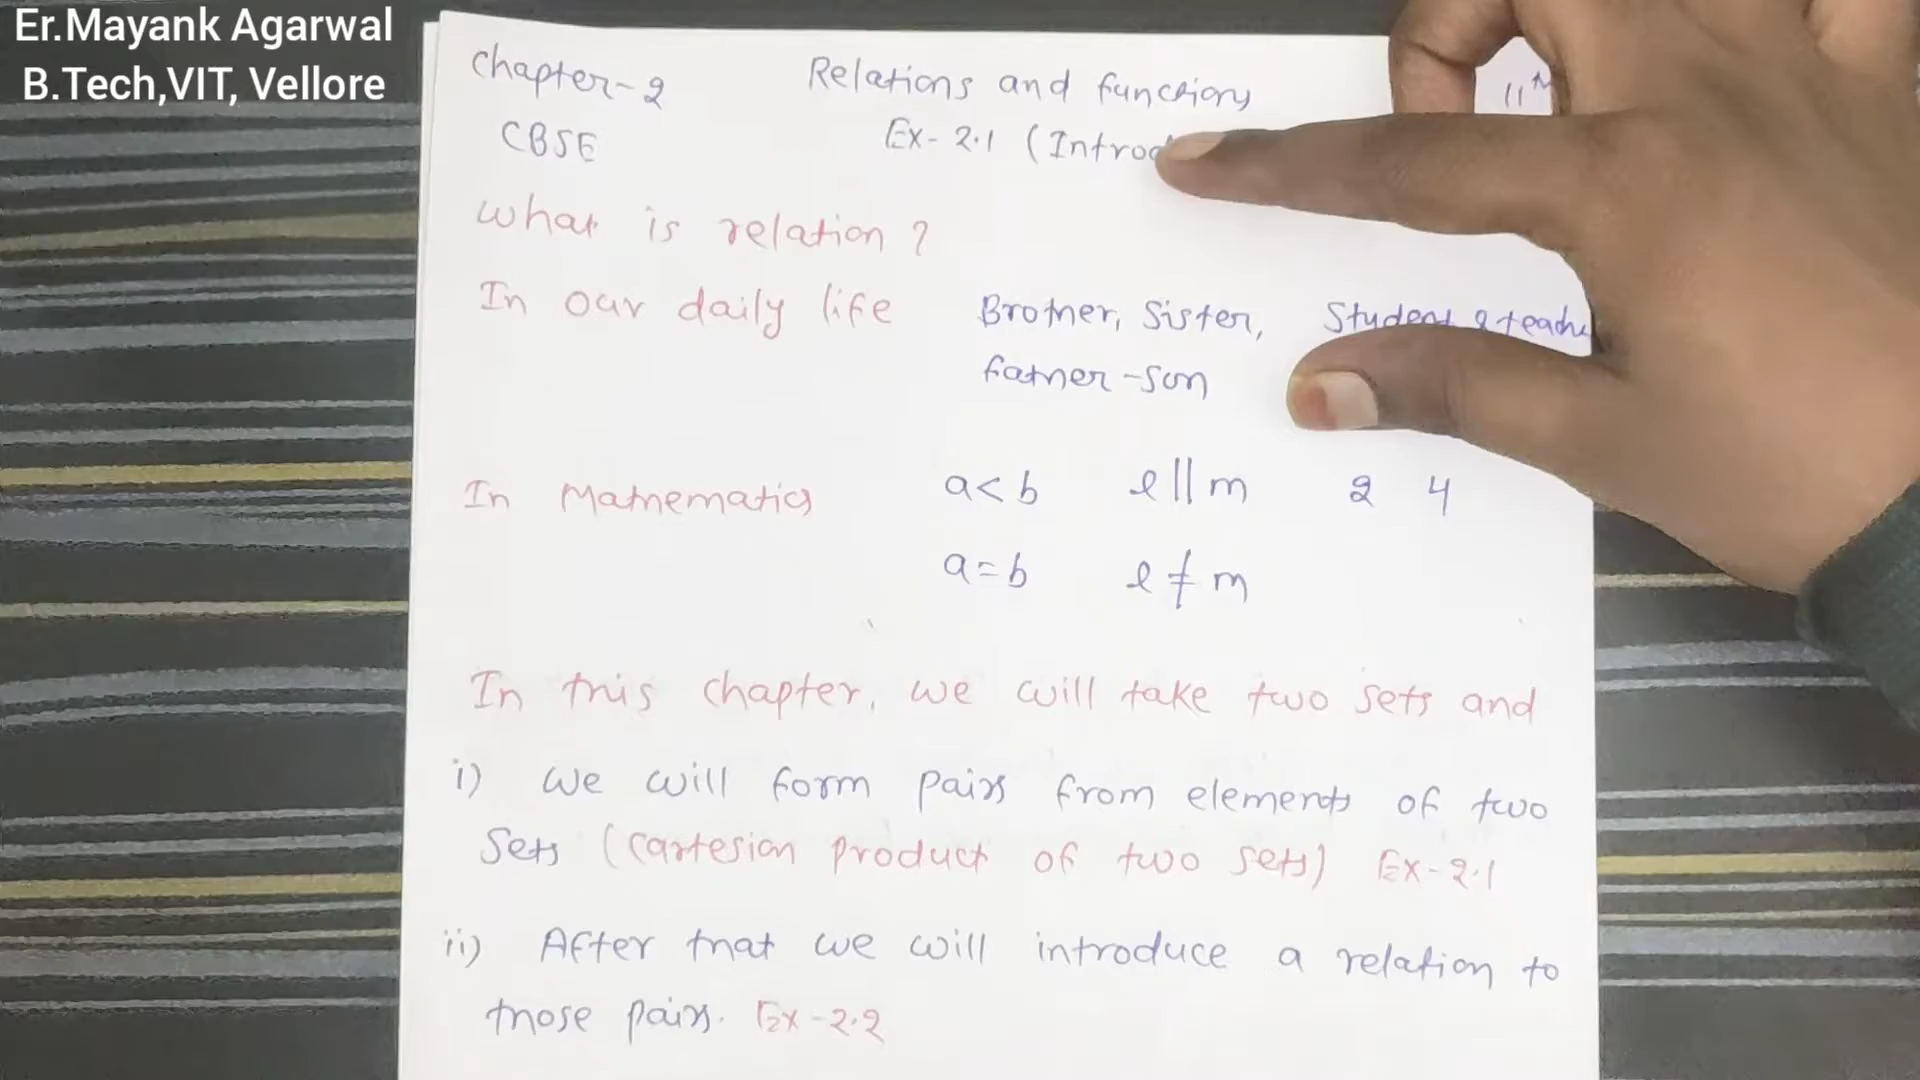 Er.Mayank Agarwal
B.Tech,VIT, Vellore
Chapter-2 Relations and functions 11th
CBSE Ex-2.1 (Introd
What is relation?
In our daily life Brother, Sister, Student & teache
father-son
In Mathematics a<b l||m 2 4
a=b l≠m
In this chapter, we will take two sets and
i) We will form pairs from elements of two
Sets (Cartesian product of two sets) Ex-2.1
ii) After that we will introduce a relation to
those pairs. Ex-2.2